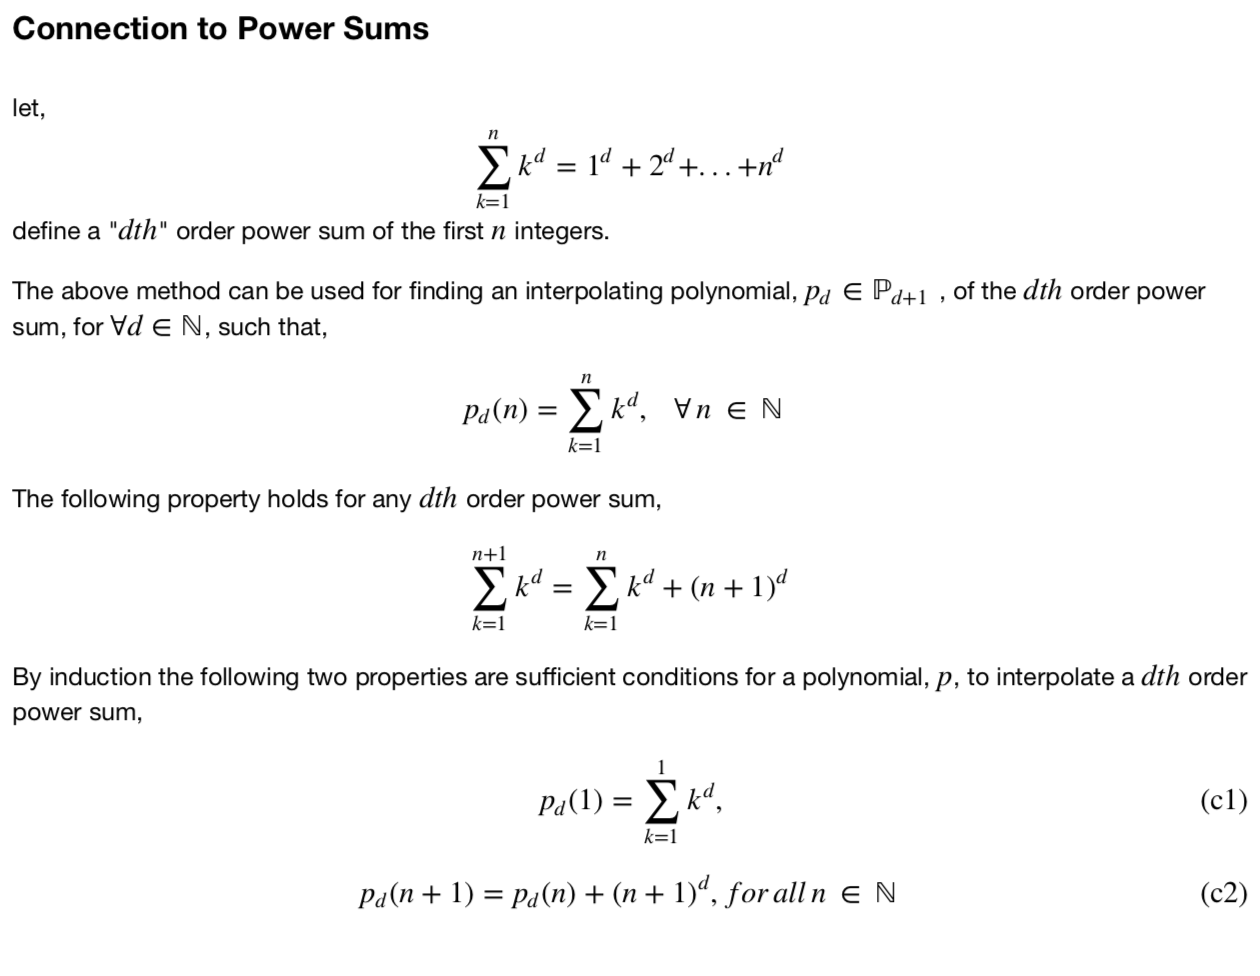 Connection to Power Sums
let,
$$\sum_{k=1}^{n} k^d = 1^d + 2^d + \ldots + n^d$$
define a "$dth$" order power sum of the first $n$ integers.
The above method can be used for finding an interpolating polynomial, $p_d \in \mathbb{P}_{d+1}$ , of the $dth$ order power
sum, for $\forall d \in \mathbb{N}$, such that,
$$p_d(n) = \sum_{k=1}^{n} k^d, \quad \forall n \in \mathbb{N}$$
The following property holds for any $dth$ order power sum,
$$\sum_{k=1}^{n+1} k^d = \sum_{k=1}^{n} k^d + (n + 1)^d$$
By induction the following two properties are sufficient conditions for a polynomial, $p$, to interpolate a $dth$ order
power sum,
$$p_d(1) = \sum_{k=1}^{1} k^d, \quad \text{(c1)}$$
$$p_d(n + 1) = p_d(n) + (n + 1)^d, for all n \in \mathbb{N} \quad \text{(c2)}$$